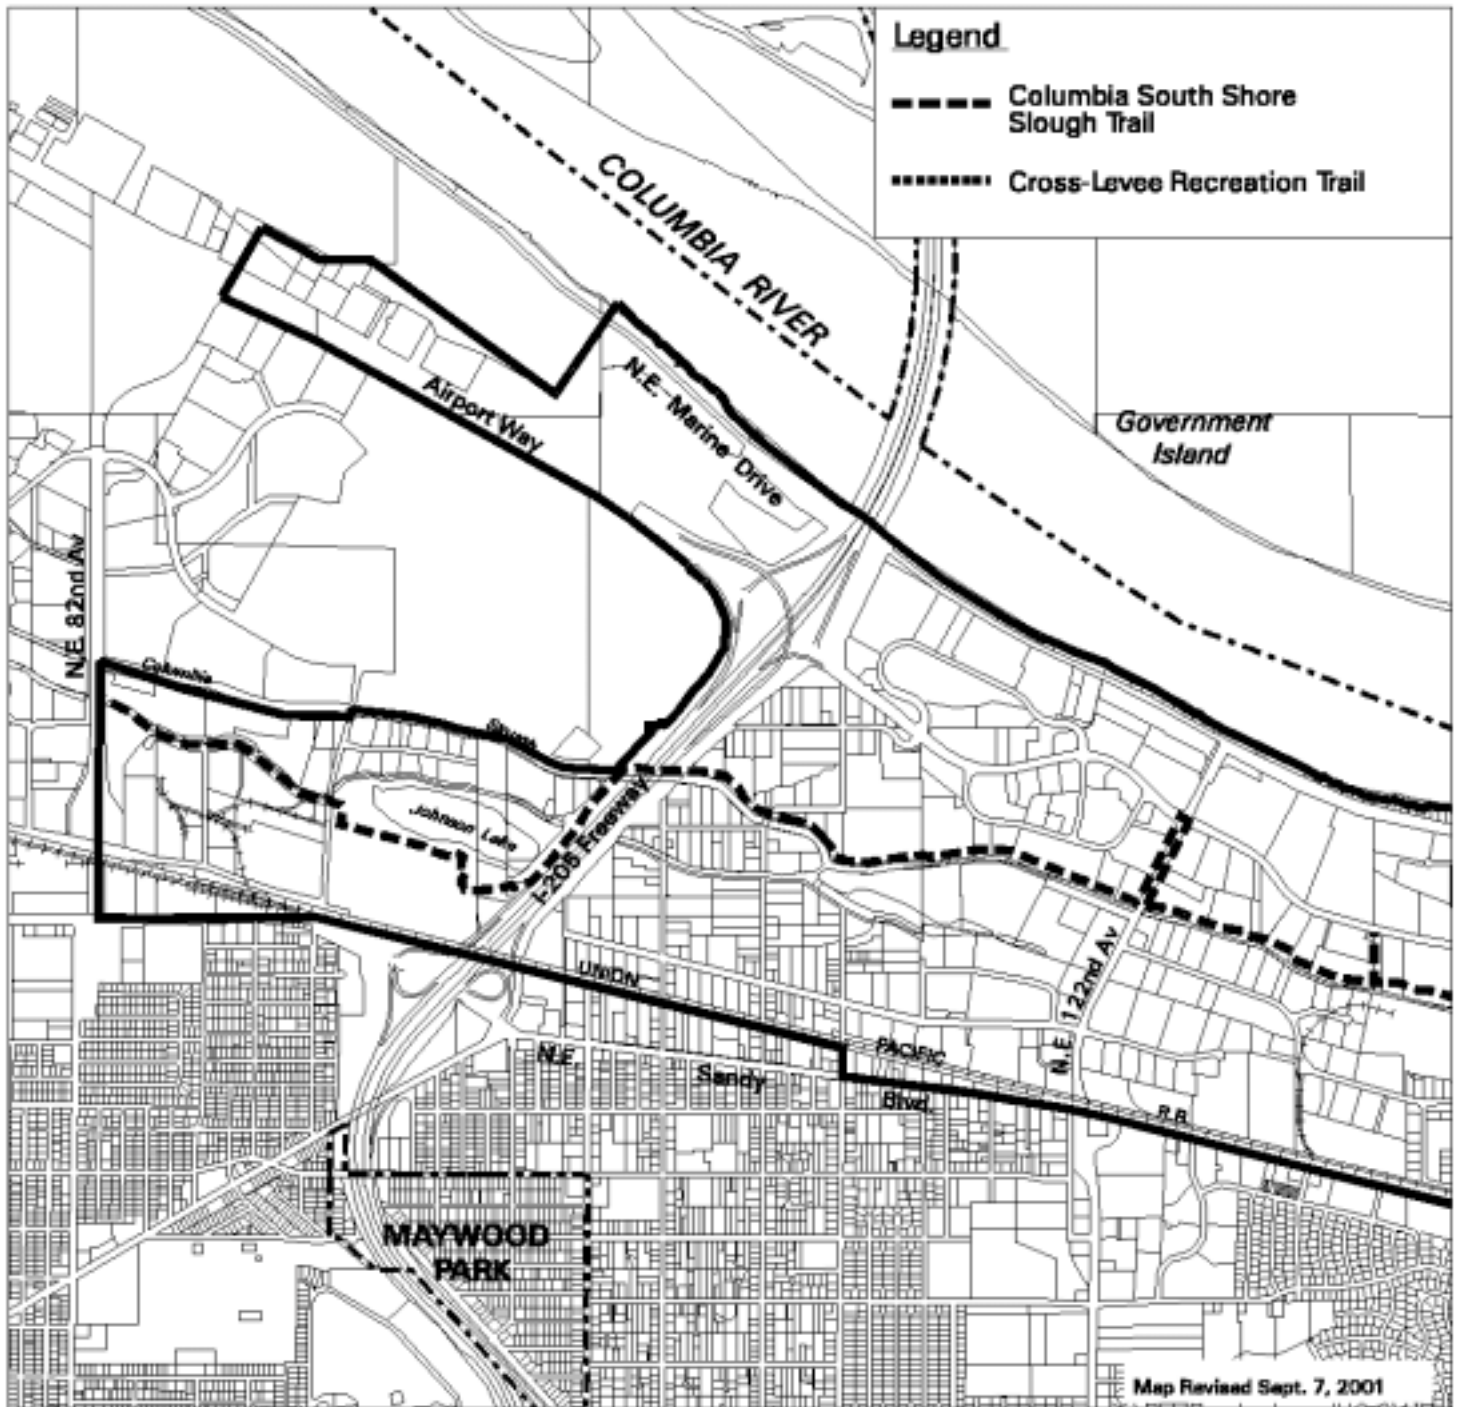 Legend
Columbia South Shore
Slough Trail
Cross-Levee Recreation Trail
COLUMBIA RIVER
N.E. Marine Drive
Airport Way
Government
Island
N.E. 82nd Av
Columbia
Slough
Johnson Lake
I-205 Freeway
UNION
PACIFIC
R.R.
N.E. 122nd Av
N.E.
Sandy
Blvd.
MAYWOOD
PARK
Map Revised Sept. 7, 2001